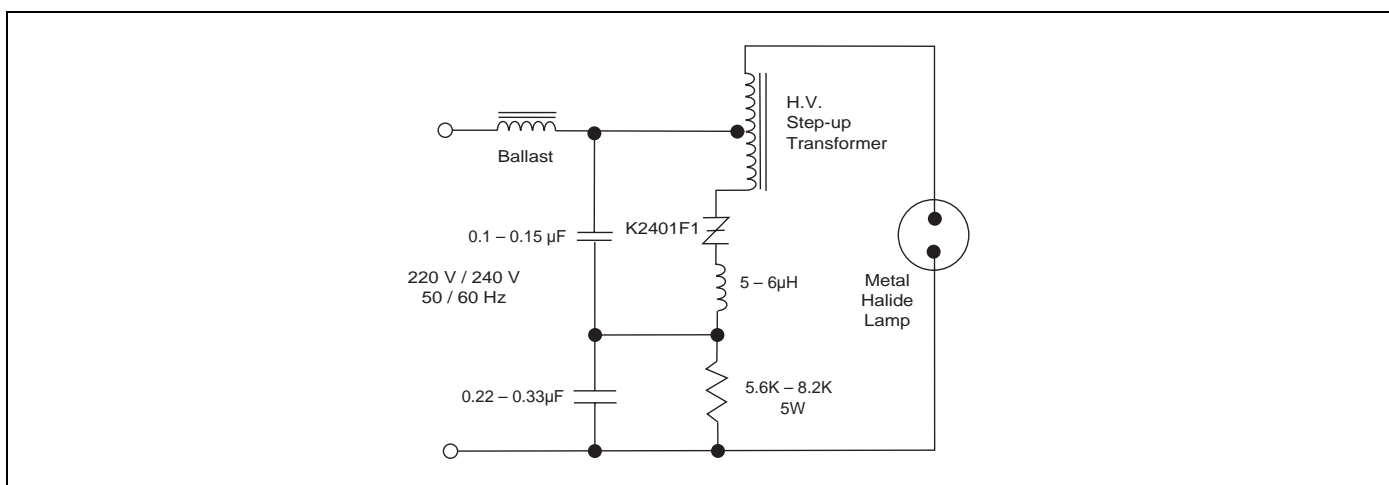 H.V.
Step-up
Transformer
Ballast
K2401F1
0.1 – 0.15 µF
220 V / 240 V
50 / 60 Hz
5 – 6µH
Metal
Halide
Lamp
0.22 – 0.33µF
5.6K – 8.2K
5W